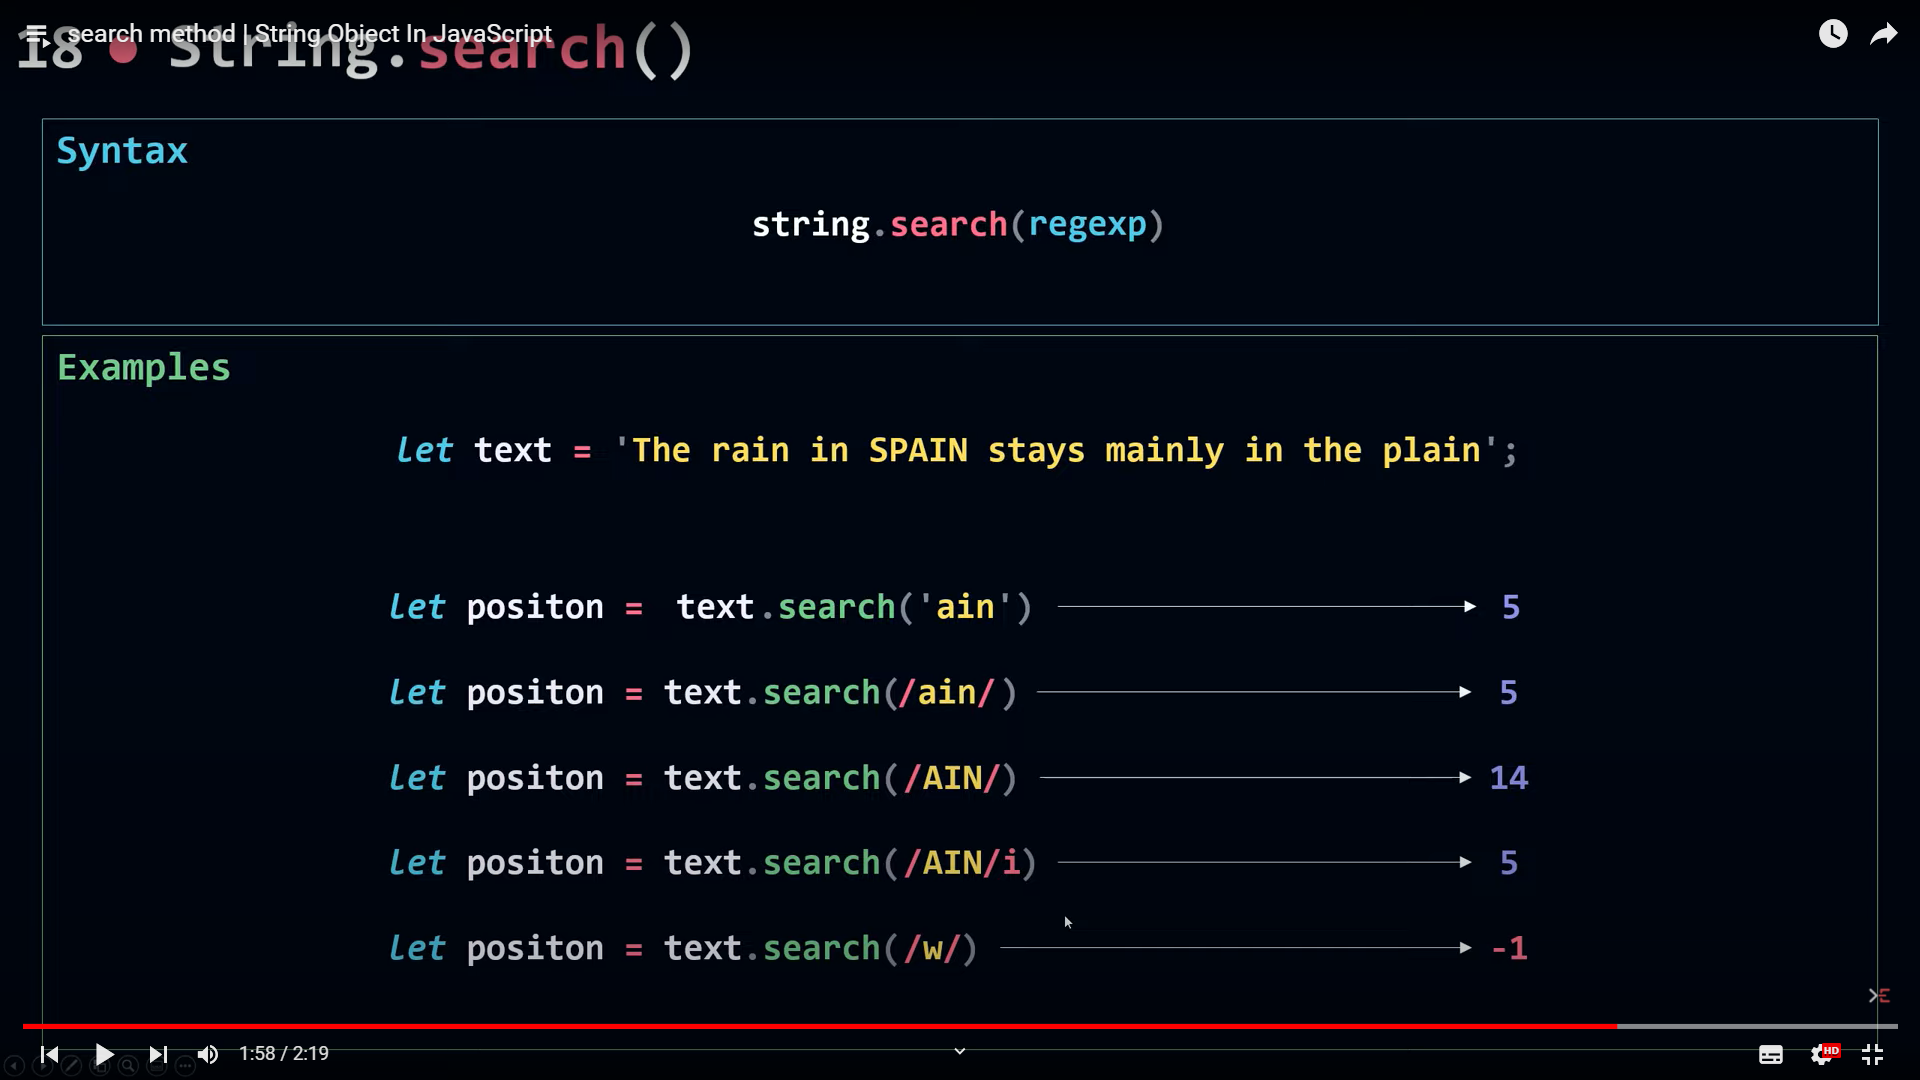 search method | String Object In JavaScript
18 • String.search()
Syntax
string.search(regexp)
Examples
let text = 'The rain in SPAIN stays mainly in the plain';
let positon = text.search('ain') 5
let positon = text.search(/ain/) 5
let positon = text.search(/AIN/) 14
let positon = text.search(/AIN/i) 5
let positon = text.search(/w/) -1
1:58 / 2:19
HD